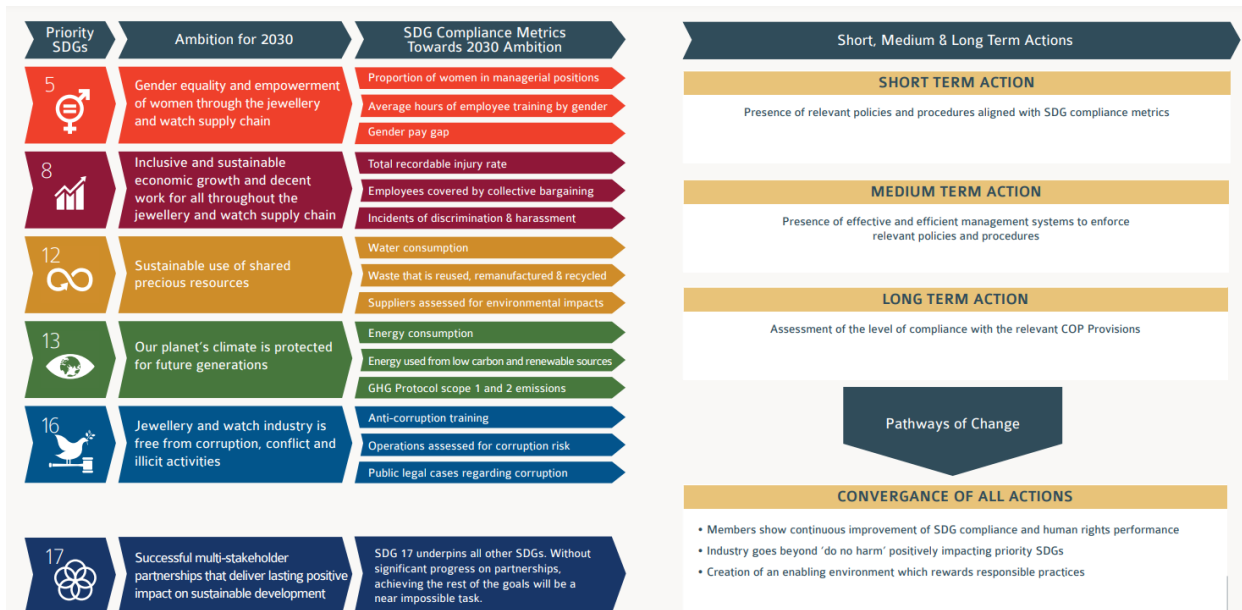 Priority
SDGs
Ambition for 2030
SDG Compliance Metrics
Towards 2030 Ambition
5
Gender equality and empowerment
of women through the jewellery
and watch supply chain
Proportion of women in managerial positions
Average hours of employee training by gender
Gender pay gap
8
Inclusive and sustainable
economic growth and decent
work for all throughout the
jewellery and watch supply chain
Total recordable injury rate
Employees covered by collective bargaining
Incidents of discrimination & harassment
12
Sustainable use of shared
precious resources
Water consumption
Waste that is reused, remanufactured & recycled
Suppliers assessed for environmental impacts
13
Our planet's climate is protected
for future generations
Energy consumption
Energy used from low carbon and renewable sources
GHG Protocol scope 1 and 2 emissions
16
Jewellery and watch industry is
free from corruption, conflict and
illicit activities
Anti-corruption training
Operations assessed for corruption risk
Public legal cases regarding corruption
17
Successful multi-stakeholder
partnerships that deliver lasting positive
impact on sustainable development
SDG 17 underpins all other SDGs. Without
significant progress on partnerships,
achieving the rest of the goals will be a
near impossible task.
Short, Medium & Long Term Actions
SHORT TERM ACTION
Presence of relevant policies and procedures aligned with SDG compliance metrics
MEDIUM TERM ACTION
Presence of effective and efficient management systems to enforce
relevant policies and procedures
LONG TERM ACTION
Assessment of the level of compliance with the relevant COP Provisions
Pathways of Change
CONVERGANCE OF ALL ACTIONS
• Members show continuous improvement of SDG compliance and human rights performance
• Industry goes beyond 'do no harm' positively impacting priority SDGs
• Creation of an enabling environment which rewards responsible practices